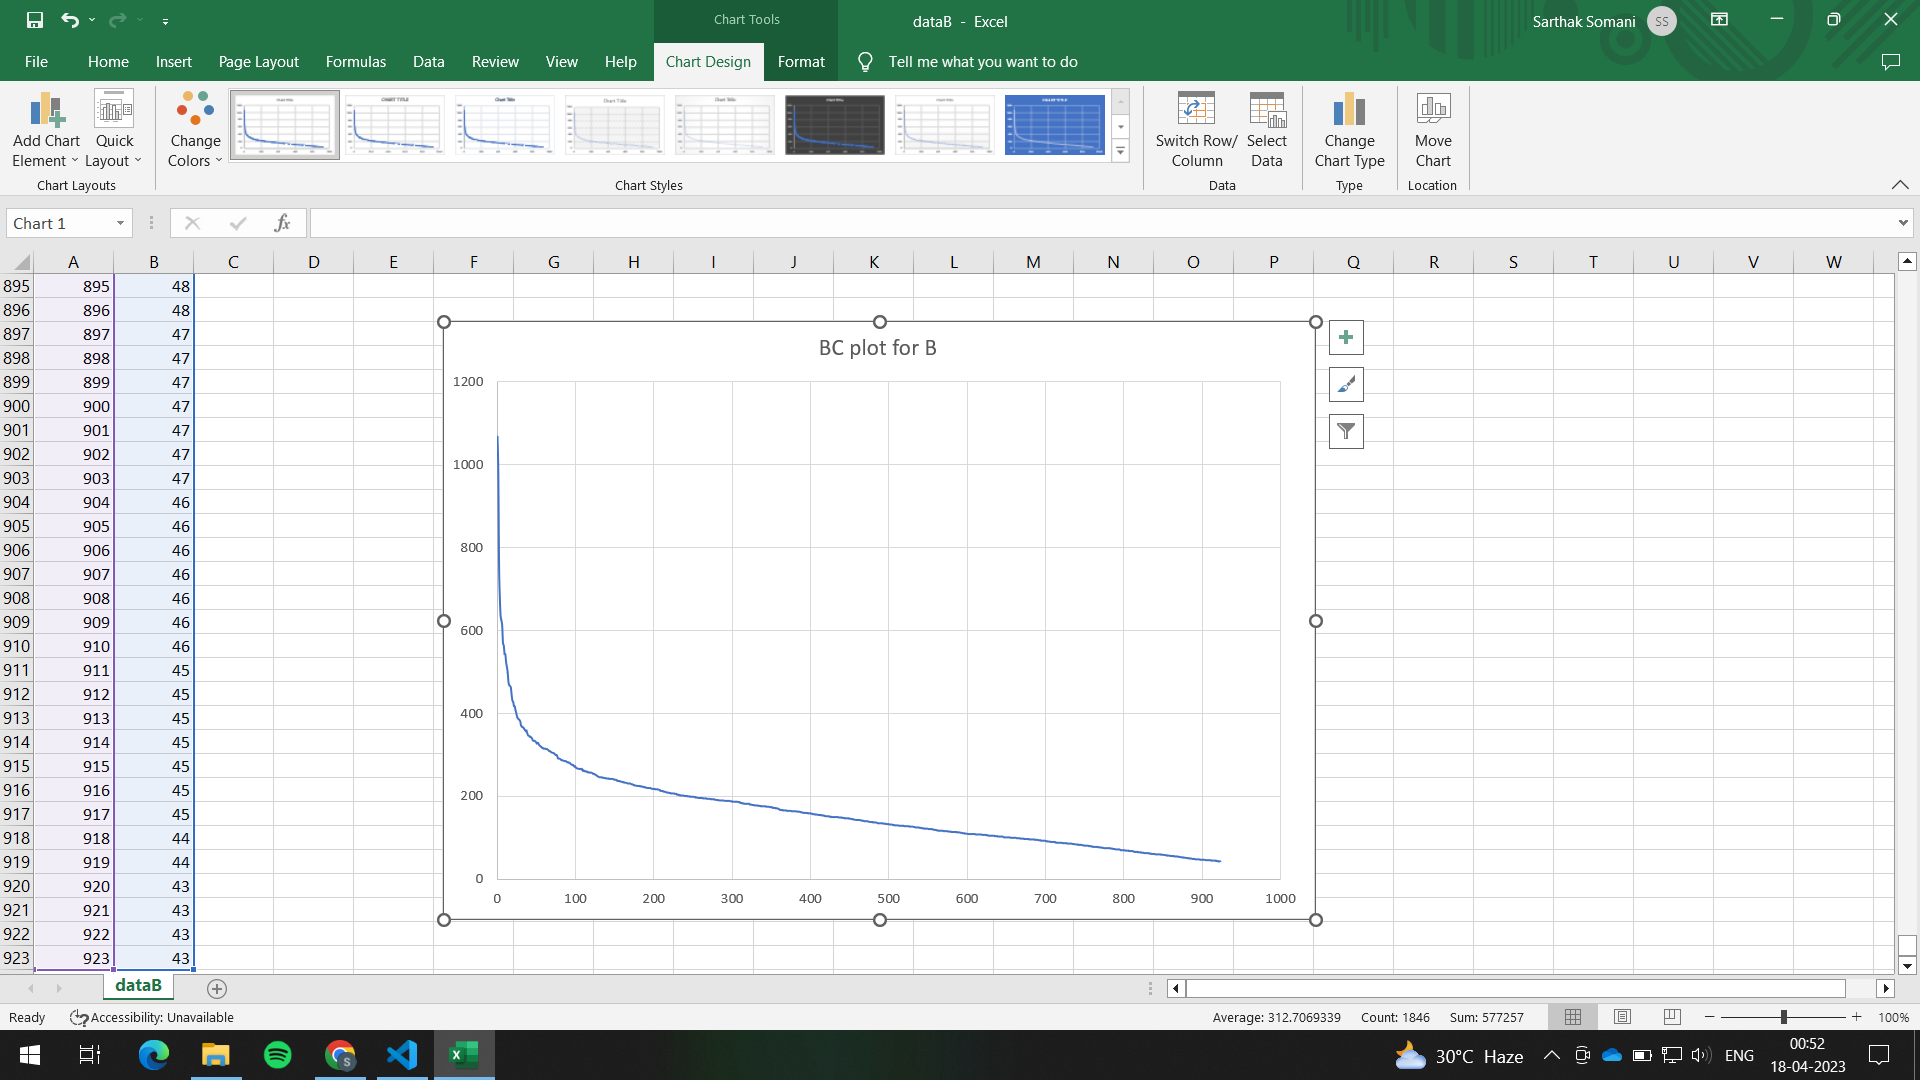 Chart Tools
dataB - Excel
Sarthak Somani SS
File Home Insert Page Layout Formulas Data Review View Help Chart Design Format Tell me what you want to do
Add Chart Element
Quick Layout
Change Colors
Switch Row/ Column
Select Data
Change Chart Type
Move Chart
Chart Layouts Chart Styles Data Type Location
Chart 1 fx
A B C D E F G H I J K L M N O P Q R S T U V W
895 895 48
896 896 48
897 897 47
898 898 47
899 899 47
900 900 47
901 901 47
902 902 47
903 903 47
904 904 46
905 905 46
906 906 46
907 907 46
908 908 46
909 909 46
910 910 46
911 911 45
912 912 45
913 913 45
914 914 45
915 915 45
916 916 45
917 917 45
918 918 44
919 919 44
920 920 43
921 921 43
922 922 43
923 923 43
BC plot for B
1200
1000
800
600
400
200
0
0 100 200 300 400 500 600 700 800 900 1000
dataB
Ready Accessibility: Unavailable Average: 312.7069339 Count: 1846 Sum: 577257 100%
30°C Haze ENG 00:52
18-04-2023